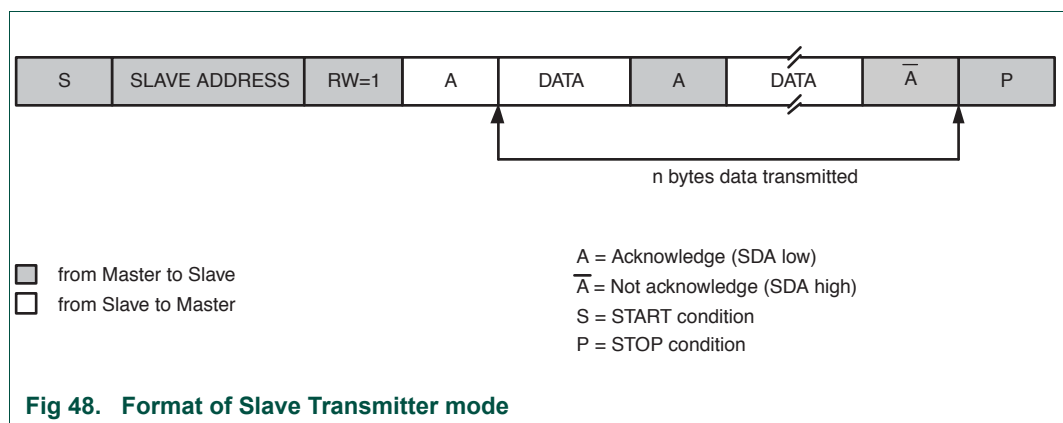 S SLAVE ADDRESS RW=1 A DATA A DATA A̅ P
n bytes data transmitted
from Master to Slave
from Slave to Master
A = Acknowledge (SDA low)
A̅ = Not acknowledge (SDA high)
S = START condition
P = STOP condition
Fig 48. Format of Slave Transmitter mode